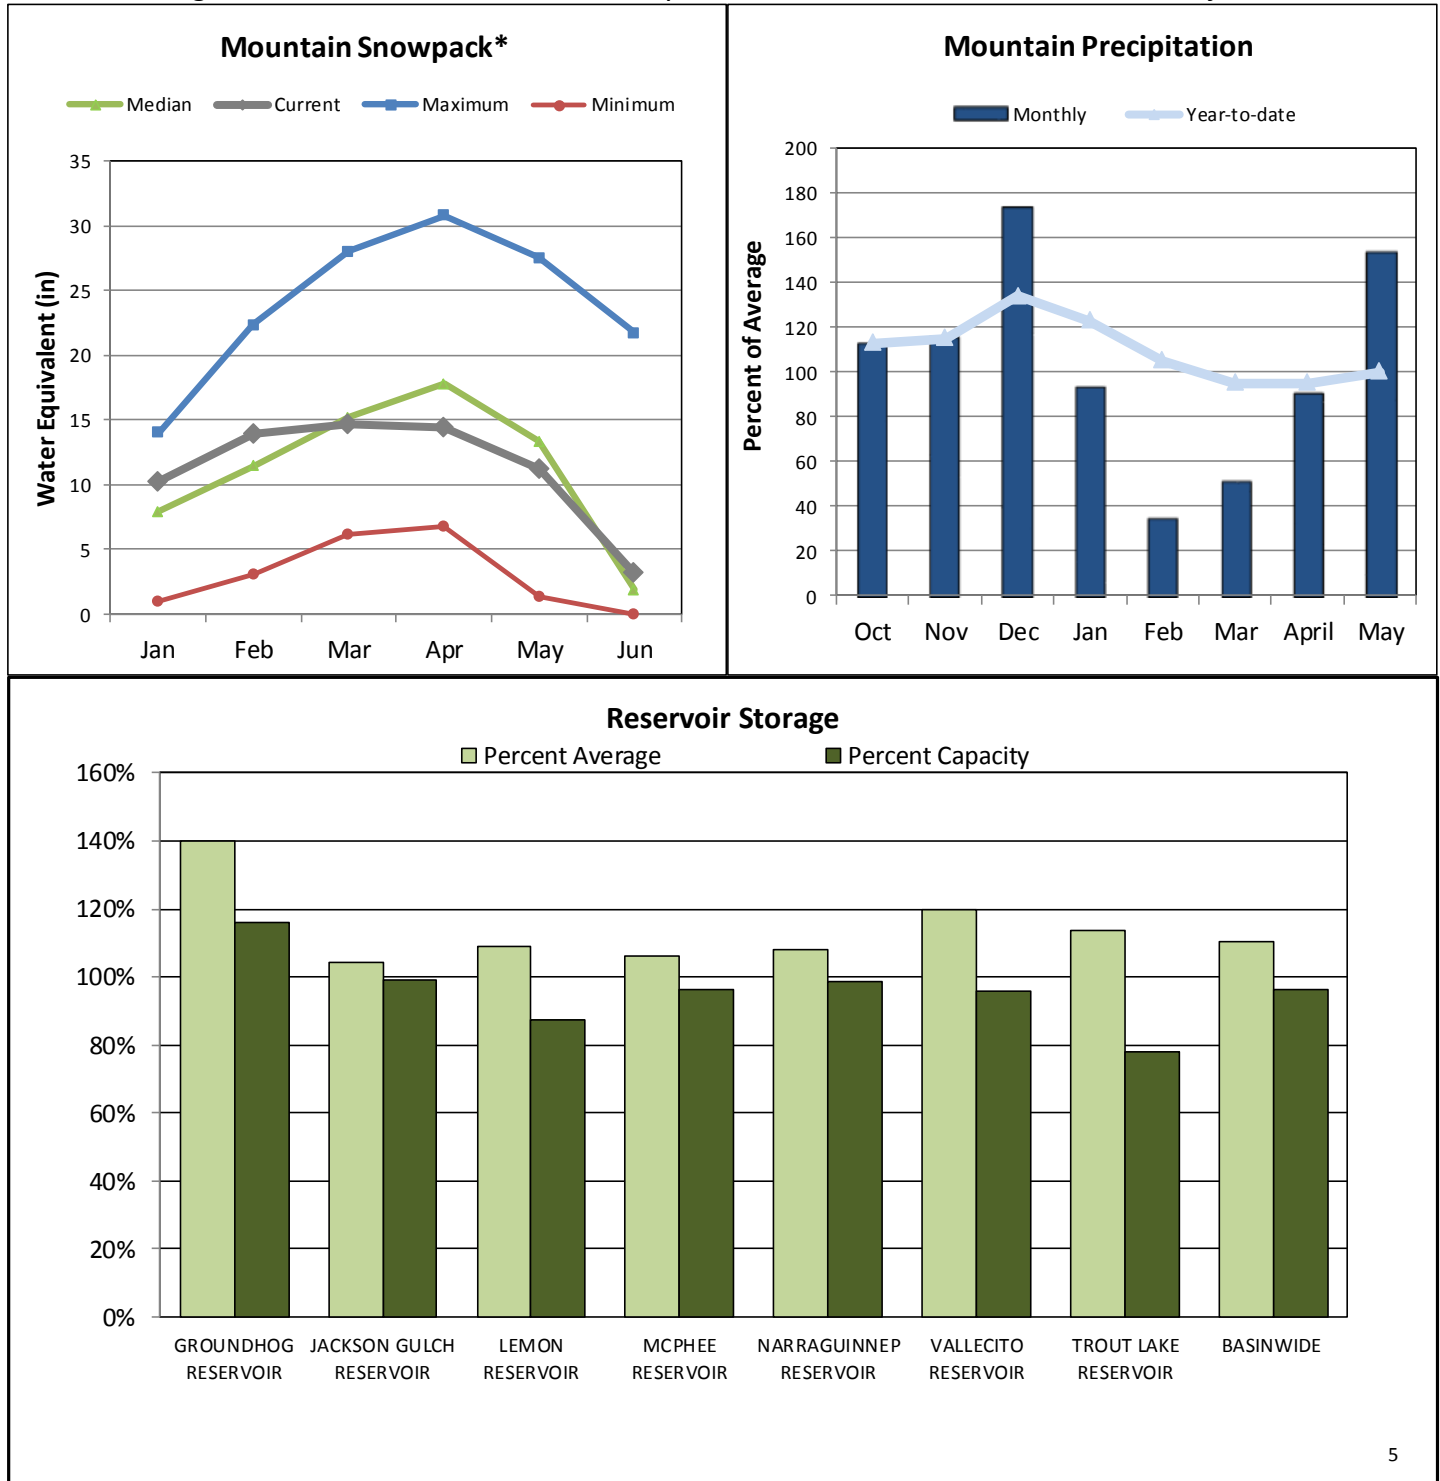 Mountain Snowpack*
Median Current Maximum Minimum
Water Equivalent (in)
35
30
25
20
15
10
5
0
Jan Feb Mar Apr May Jun
Mountain Precipitation
Monthly Year-to-date
Percent of Average
200
180
160
140
120
100
80
60
40
20
0
Oct Nov Dec Jan Feb Mar April May
Reservoir Storage
Percent Average Percent Capacity
160%
140%
120%
100%
80%
60%
40%
20%
0%
GROUNDHOG RESERVOIR
JACKSON GULCH RESERVOIR
LEMON RESERVOIR
MCPHEE RESERVOIR
NARRAGUINNEP RESERVOIR
VALLECITO RESERVOIR
TROUT LAKE RESERVOIR
BASINWIDE
5